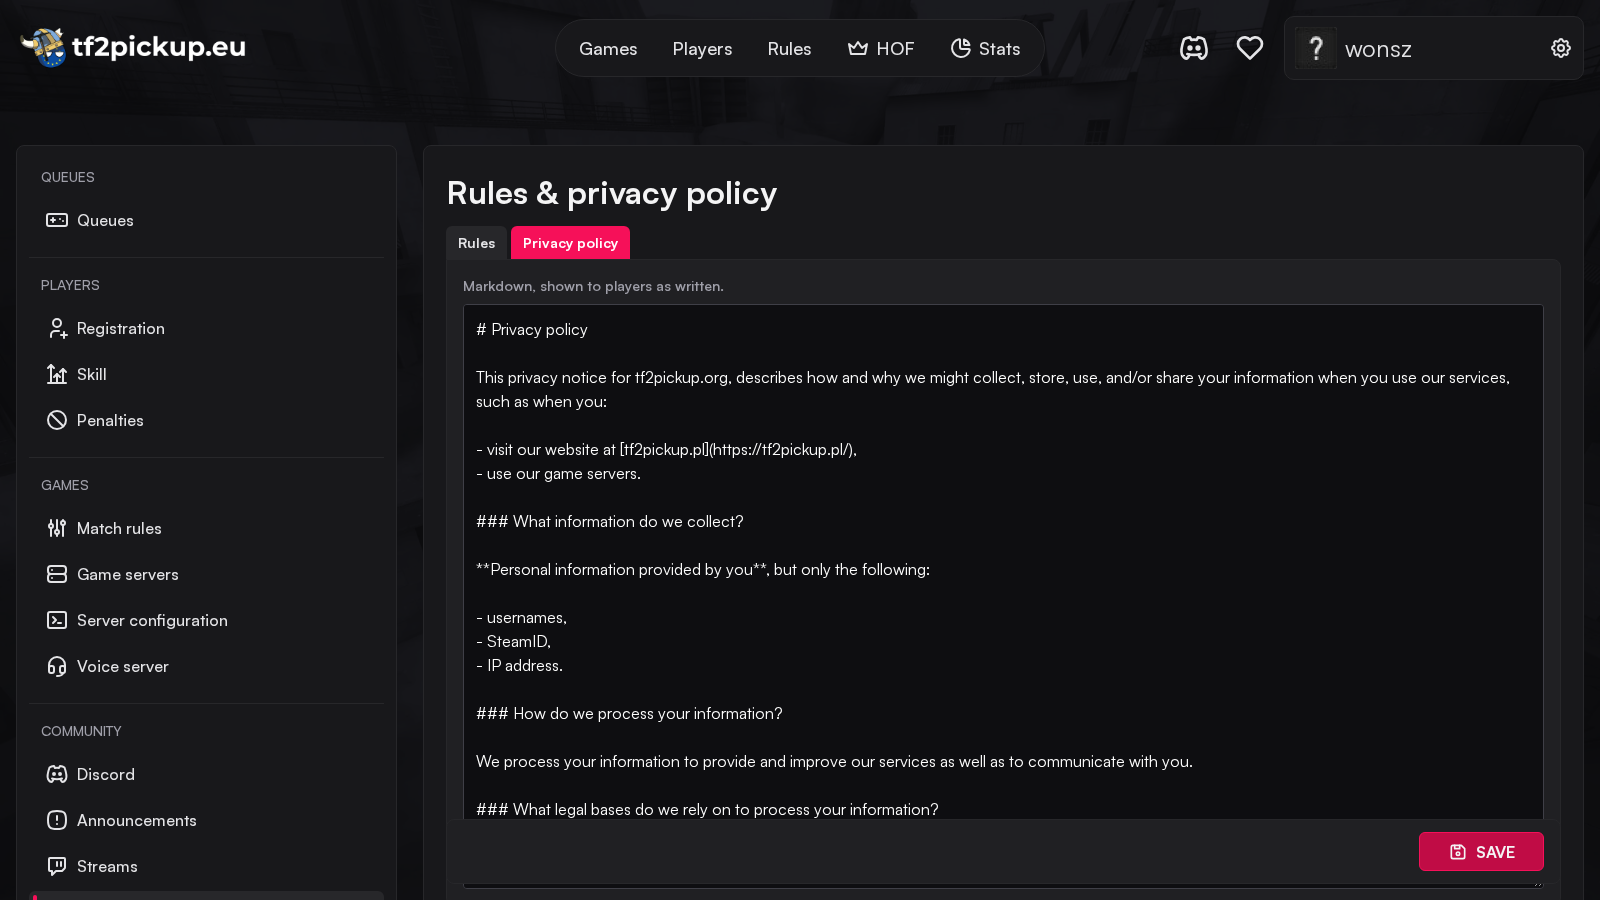 tf2pickup.eu
Games Players Rules HOF Stats
wonsz
QUEUES
Queues
PLAYERS
Registration
Skill
Penalties
GAMES
Match rules
Game servers
Server configuration
Voice server
COMMUNITY
Discord
Announcements
Streams
Rules & privacy policy
Rules Privacy policy
Markdown, shown to players as written.
# Privacy policy
This privacy notice for tf2pickup.org, describes how and why we might collect, store, use, and/or share your information when you use our services,
such as when you:
- visit our website at [tf2pickup.pl](https://tf2pickup.pl/),
- use our game servers.
### What information do we collect?
**Personal information provided by you**, but only the following:
- usernames,
- SteamID,
- IP address.
### How do we process your information?
We process your information to provide and improve our services as well as to communicate with you.
### What legal bases do we rely on to process your information?
SAVE